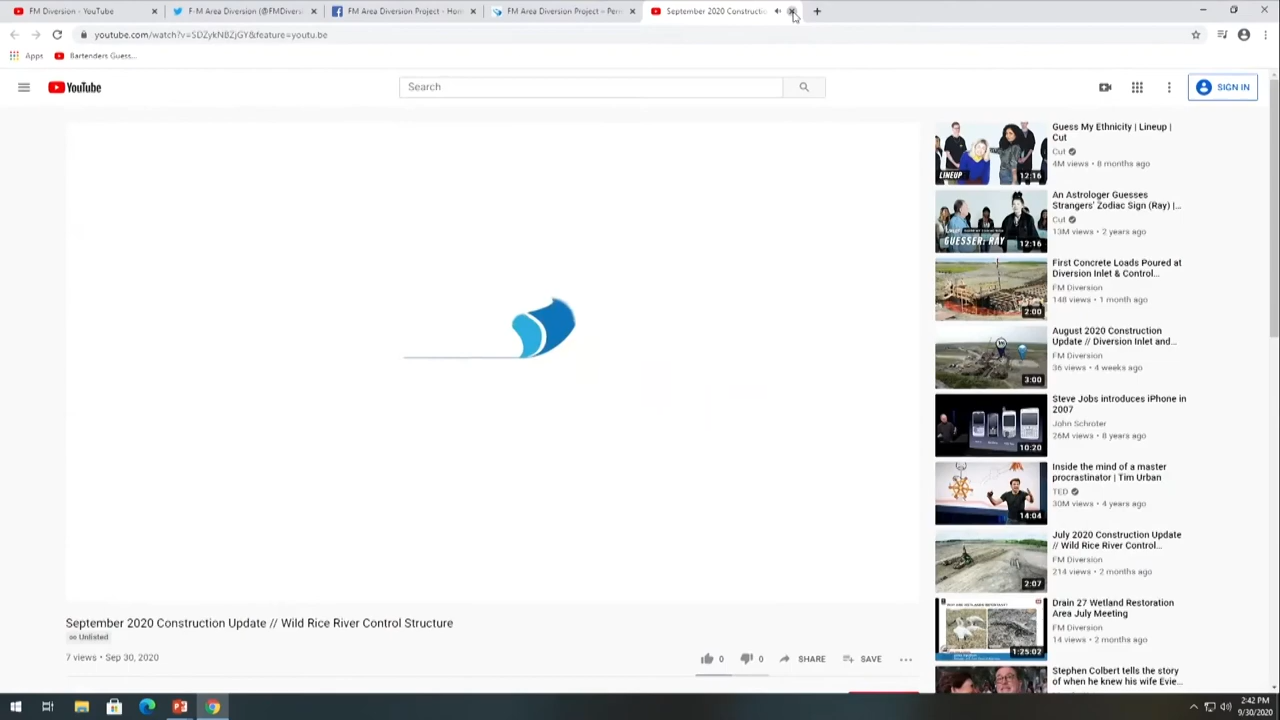 FM Diversion - YouTube
F-M Area Diversion (@FMDivers
FM Area Diversion Project - Hom
FM Area Diversion Project – Perm
September 2020 Constructio
youtube.com/watch?v=SDZykNBZjGY&feature=youtu.be
Apps
Bartenders Guess...
YouTube
Search
SIGN IN
LINEUP
12:16
Guess My Ethnicity | Lineup |
Cut
Cut
4M views • 8 months ago
GUESSER: RAY
12:16
An Astrologer Guesses
Strangers' Zodiac Sign (Ray) |...
Cut
13M views • 2 years ago
2:00
First Concrete Loads Poured at
Diversion Inlet & Control...
FM Diversion
148 views • 1 month ago
3:00
August 2020 Construction
Update // Diversion Inlet and...
FM Diversion
36 views • 4 weeks ago
10:20
Steve Jobs introduces iPhone in
2007
John Schroter
26M views • 8 years ago
14:04
Inside the mind of a master
procrastinator | Tim Urban
TED
30M views • 4 years ago
2:07
July 2020 Construction Update
// Wild Rice River Control...
FM Diversion
214 views • 2 months ago
1:25:02
Drain 27 Wetland Restoration
Area July Meeting
FM Diversion
14 views • 2 months ago
Stephen Colbert tells the story
of when he knew his wife Evie...
September 2020 Construction Update // Wild Rice River Control Structure
Unlisted
7 views • Sep 30, 2020
0
0
SHARE
SAVE
2:42 PM
9/30/2020